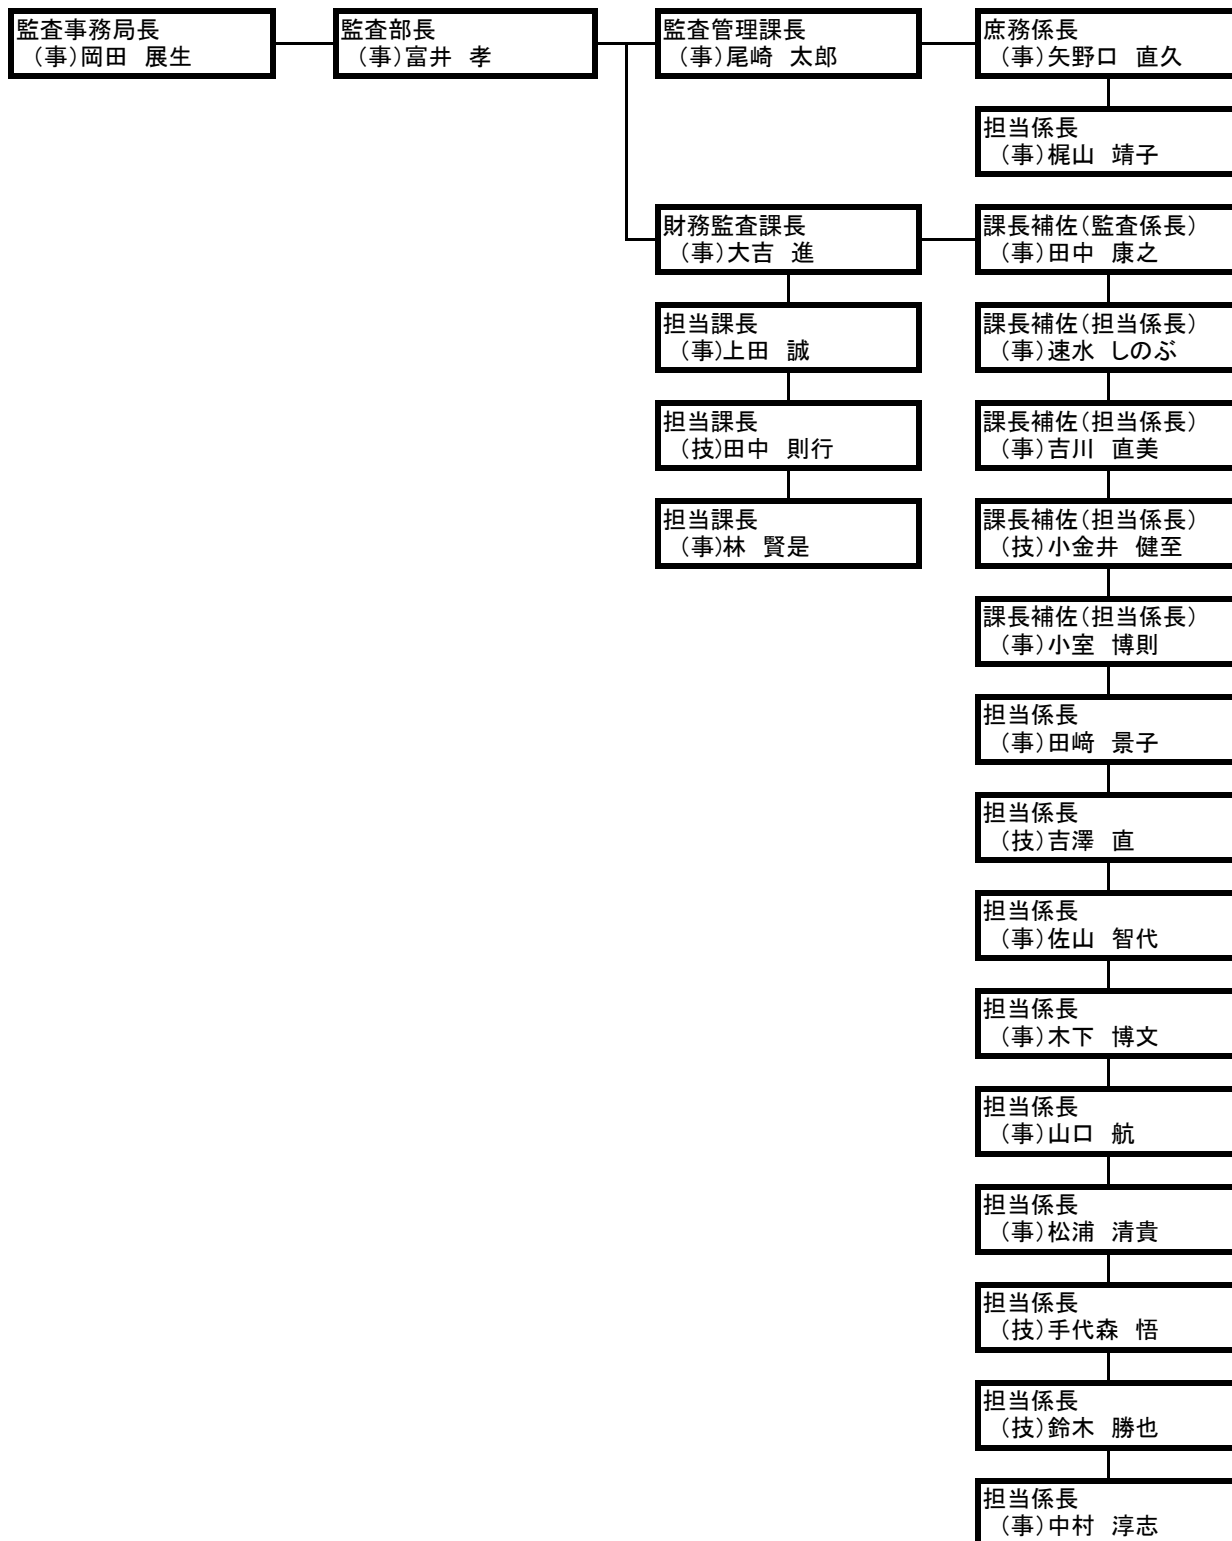 監査事務局長
(事)岡田 展生
監査部長
(事)富井 孝
監査管理課長
(事)尾崎 太郎
庶務係長
(事)矢野口 直久
担当係長
(事)梶山 靖子
財務監査課長
(事)大吉 進
課長補佐(監査係長)
(事)田中 康之
担当課長
(事)上田 誠
課長補佐(担当係長)
(事)速水 しのぶ
担当課長
(技)田中 則行
課長補佐(担当係長)
(事)吉川 直美
担当課長
(事)林 賢是
課長補佐(担当係長)
(技)小金井 健至
課長補佐(担当係長)
(事)小室 博則
担当係長
(事)田﨑 景子
担当係長
(技)吉澤 直
担当係長
(事)佐山 智代
担当係長
(事)木下 博文
担当係長
(事)山口 航
担当係長
(事)松浦 清貴
担当係長
(技)手代森 悟
担当係長
(技)鈴木 勝也
担当係長
(事)中村 淳志